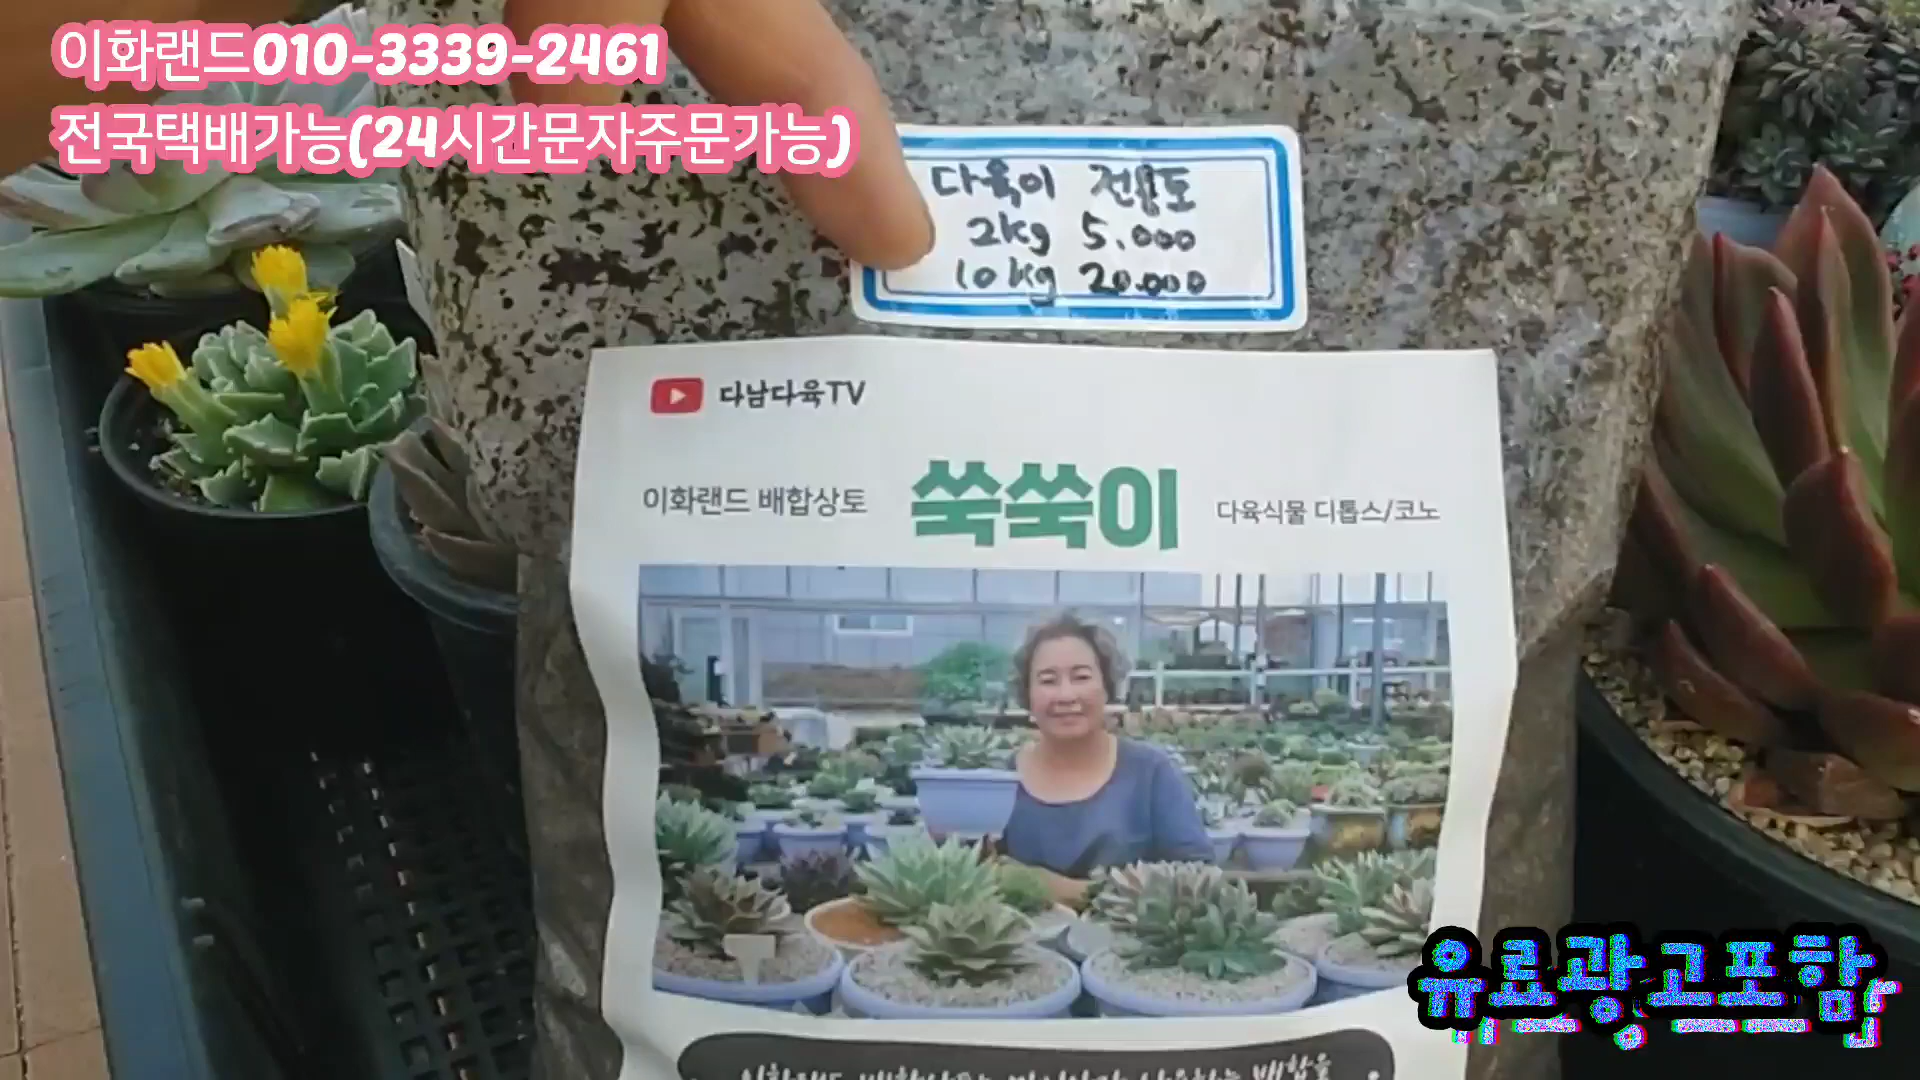 이화랜드010-3339-2461
전국택배가능(24시간문자주문가능)
다육이 전용토
2kg 5.000
10kg 20.000
다남다육TV
이화랜드 배합상토
쑥쑥이
다육식물 디톱스/코노
유료광고포함